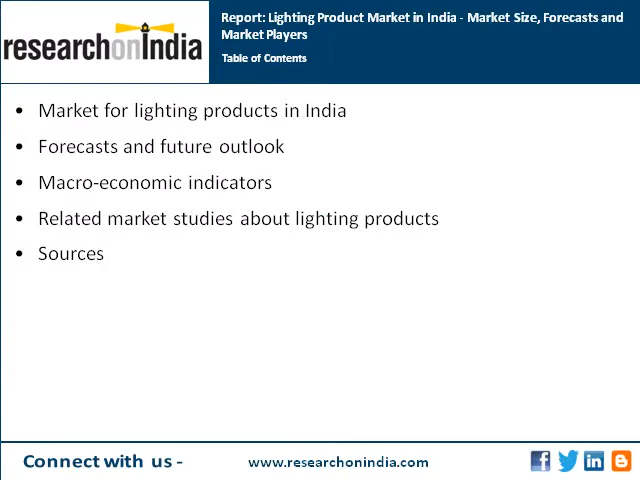 researchonindia
Report: Lighting Product Market in India - Market Size, Forecasts and
Market Players
Table of Contents
• Market for lighting products in India
• Forecasts and future outlook
• Macro-economic indicators
• Related market studies about lighting products
• Sources
Connect with us -
www.researchonindia.com